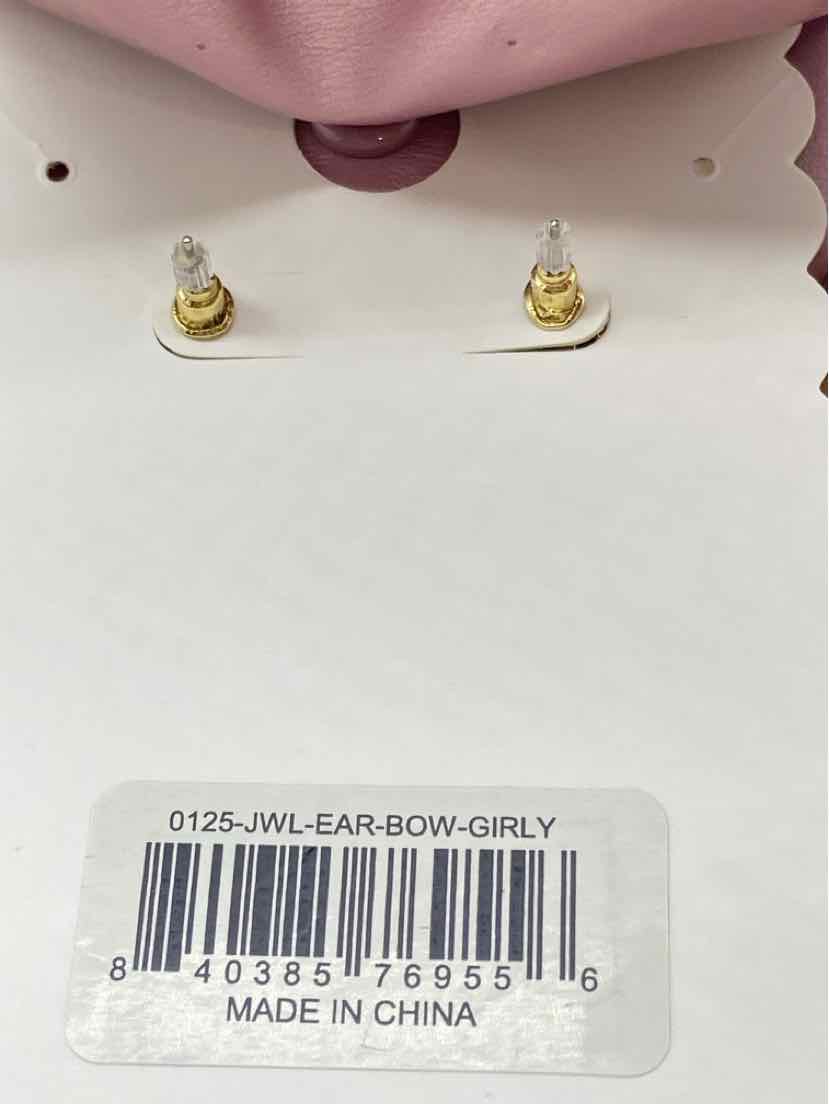 0125-JWL-EAR-BOW-GIRLY
8 40385 76955 6
MADE IN CHINA